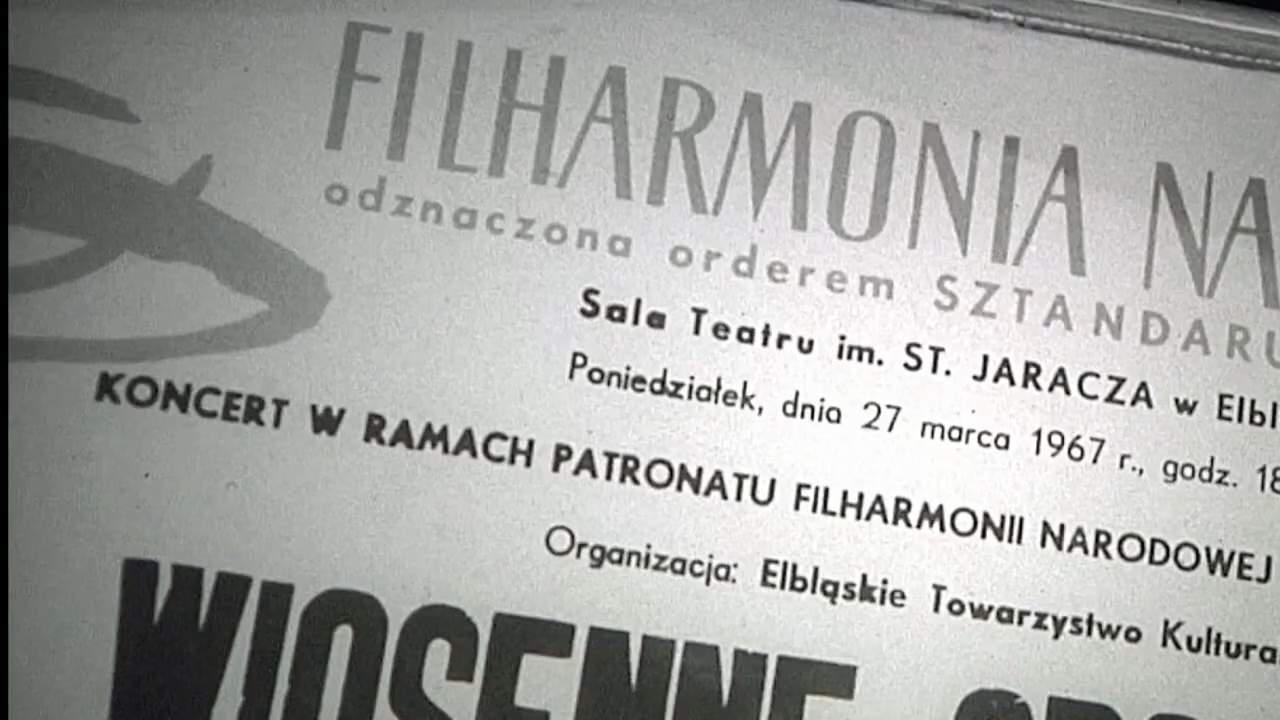 FILHARMONIA NA
odznaczona orderem SZTANDARU
Sala Teatru im. ST. JARACZA w Elbl
Poniedziałek, dnia 27 marca 1967 r., godz. 18
KONCERT W RAMACH PATRONATU FILHARMONII NARODOWEJ
Organizacja: Elbląskie Towarzystwo Kultura
WIOSENNE